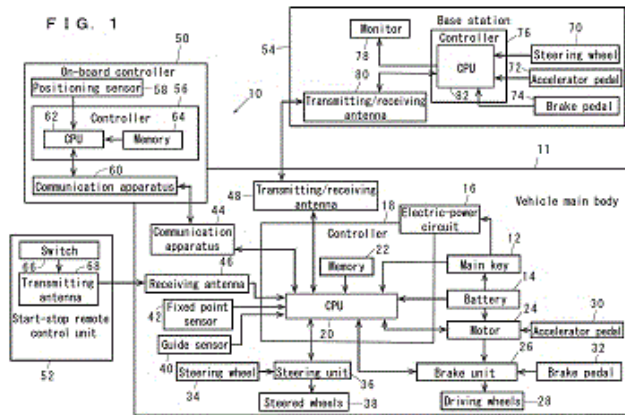 FIG. 1
50
On-board controller
Positioning sensor
58
56
Controller
62
64
CPU
Memory
60
Communication apparatus
10
54
Monitor
78
80
Transmitting/receiving
antenna
Base station
Controller
76
CPU
82
70
Steering wheel
72
Accelerator pedal
74
Brake pedal
11
Vehicle main body
48
Transmitting/receiving
antenna
18
Controller
16
Electric-power
circuit
44
Communication
apparatus
22
Memory
12
Main key
14
Battery
24
Motor
30
Accelerator pedal
46
Receiving antenna
42
Fixed point
sensor
CPU
20
Guide sensor
40
Steering wheel
34
Steering unit
36
Steered wheels
38
26
Brake unit
32
Brake pedal
Driving wheels
28
Switch
66
68
Transmitting
antenna
Start-stop remote
control unit
52